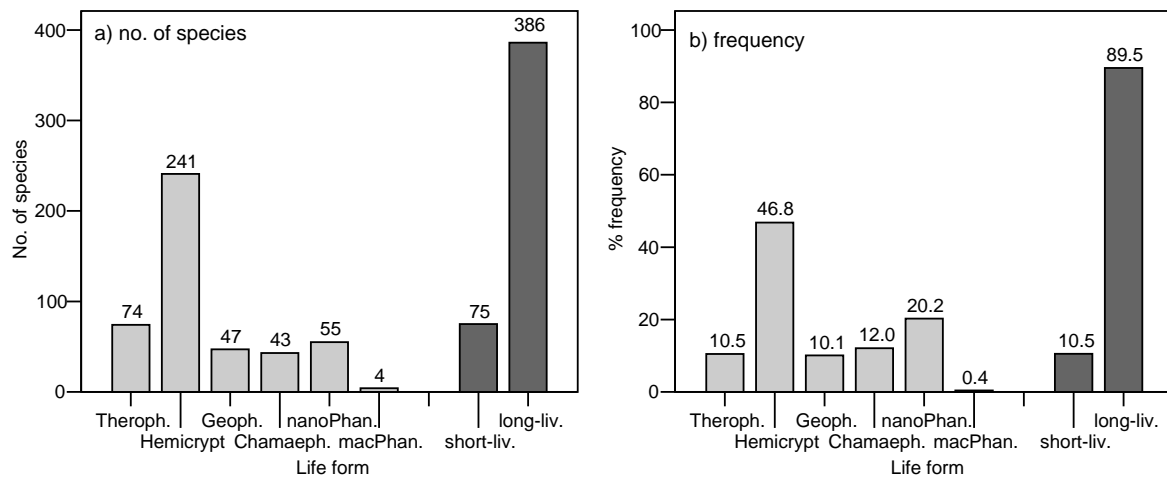 a) no. of species
No. of species
400
300
200
100
0
74
241
47
43
55
4
75
386
Theroph.
Hemicrypt
Geoph.
Chamaeph.
nanoPhan.
macPhan.
short-liv.
long-liv.
Life form
b) frequency
% frequency
100
80
60
40
20
0
10.5
46.8
10.1
12.0
20.2
0.4
10.5
89.5
Theroph.
Hemicrypt
Geoph.
Chamaeph.
nanoPhan.
macPhan.
short-liv.
long-liv.
Life form